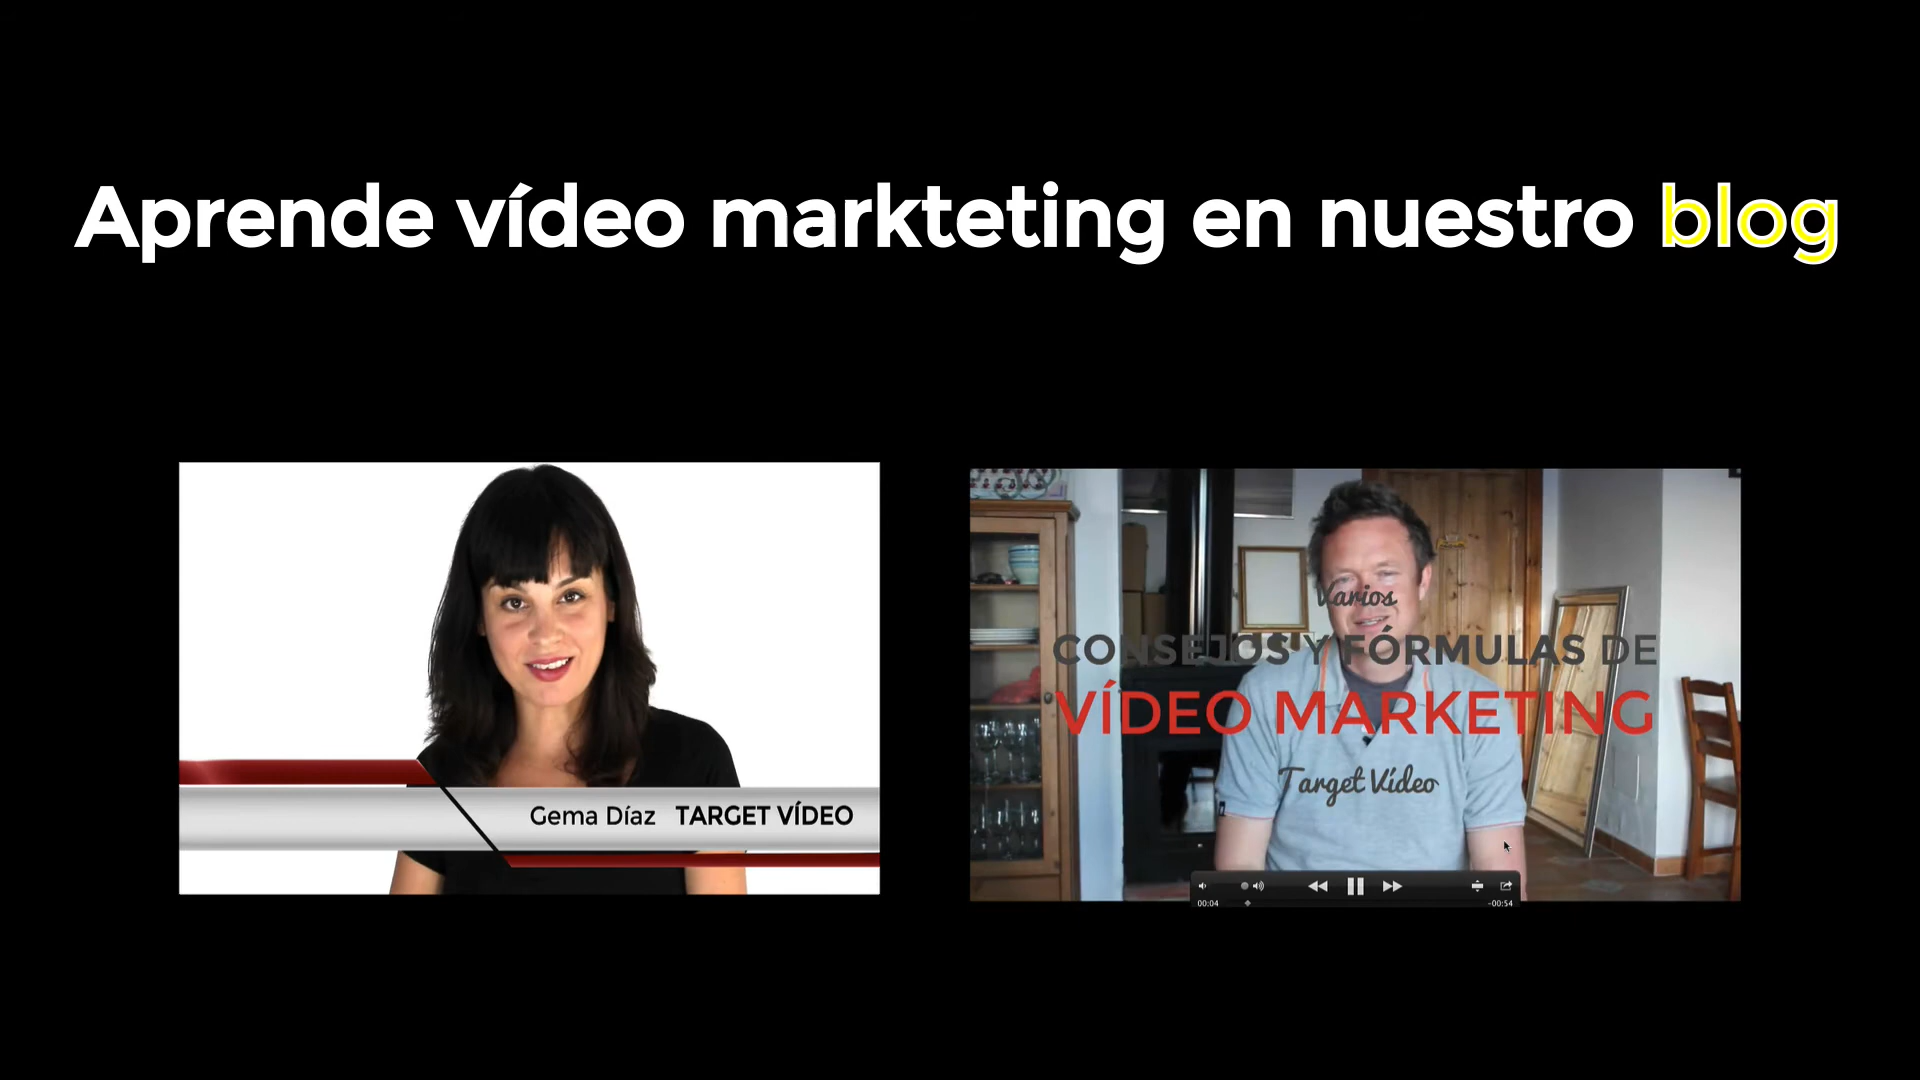 Aprende vídeo markteting en nuestro blog
Gema Díaz TARGET VÍDEO
Varios
CONSEJOS Y FÓRMULAS DE
VÍDEO MARKETING
Target Vídeo
00:04 -00:54